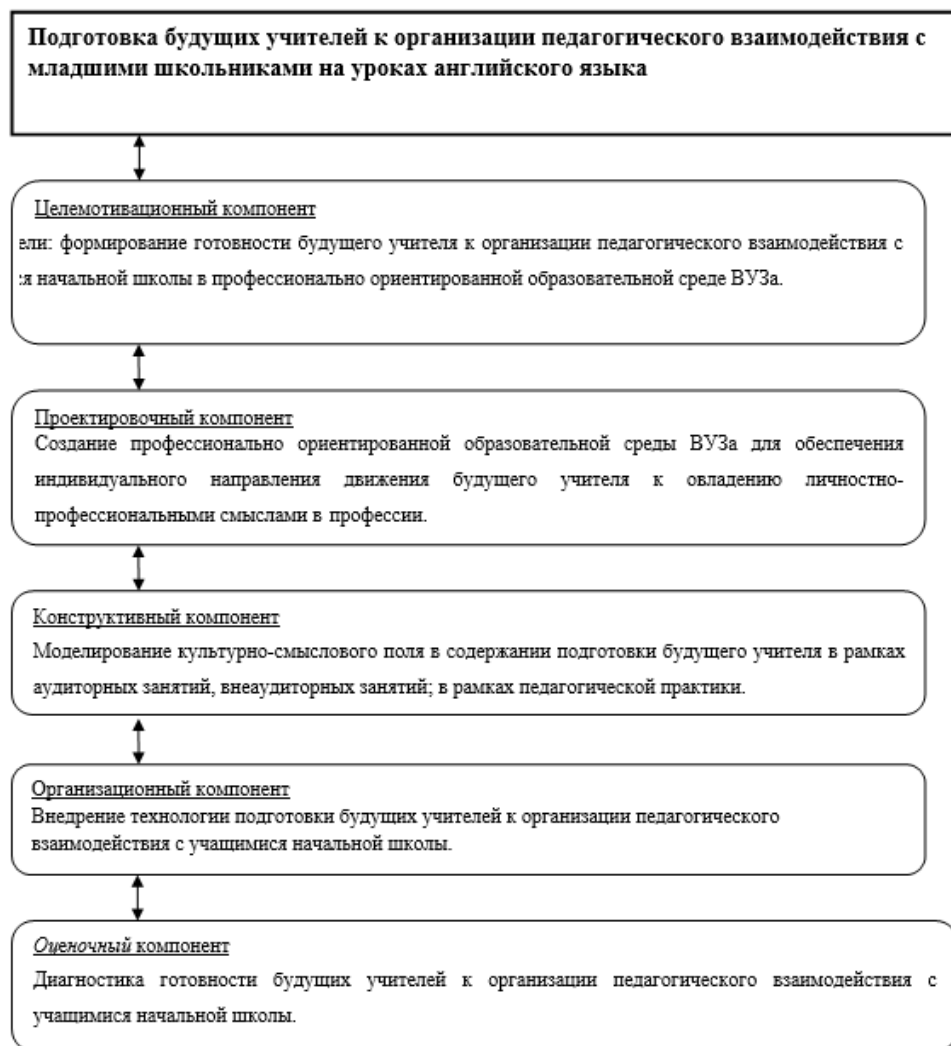 Подготовка будущих учителей к организации педагогического взаимодействия с
младшими школьниками на уроках английского языка
Целемотивационный компонент
ели: формирование готовности будущего учителя к организации педагогического взаимодействия с
ся начальной школы в профессионально ориентированной образовательной среде ВУЗа.
Проектировочный компонент
Создание профессионально ориентированной образовательной среды ВУЗа для обеспечения
индивидуального направления движения будущего учителя к овладению личностно-
профессиональными смыслами в профессии.
Конструктивный компонент
Моделирование культурно-смыслового поля в содержании подготовки будущего учителя в рамках
аудиторных занятий, внеаудиторных занятий; в рамках педагогической практики.
Организационный компонент
Внедрение технологии подготовки будущих учителей к организации педагогического
взаимодействия с учащимися начальной школы.
Оценочный компонент
Диагностика готовности будущих учителей к организации педагогического взаимодействия с
учащимися начальной школы.